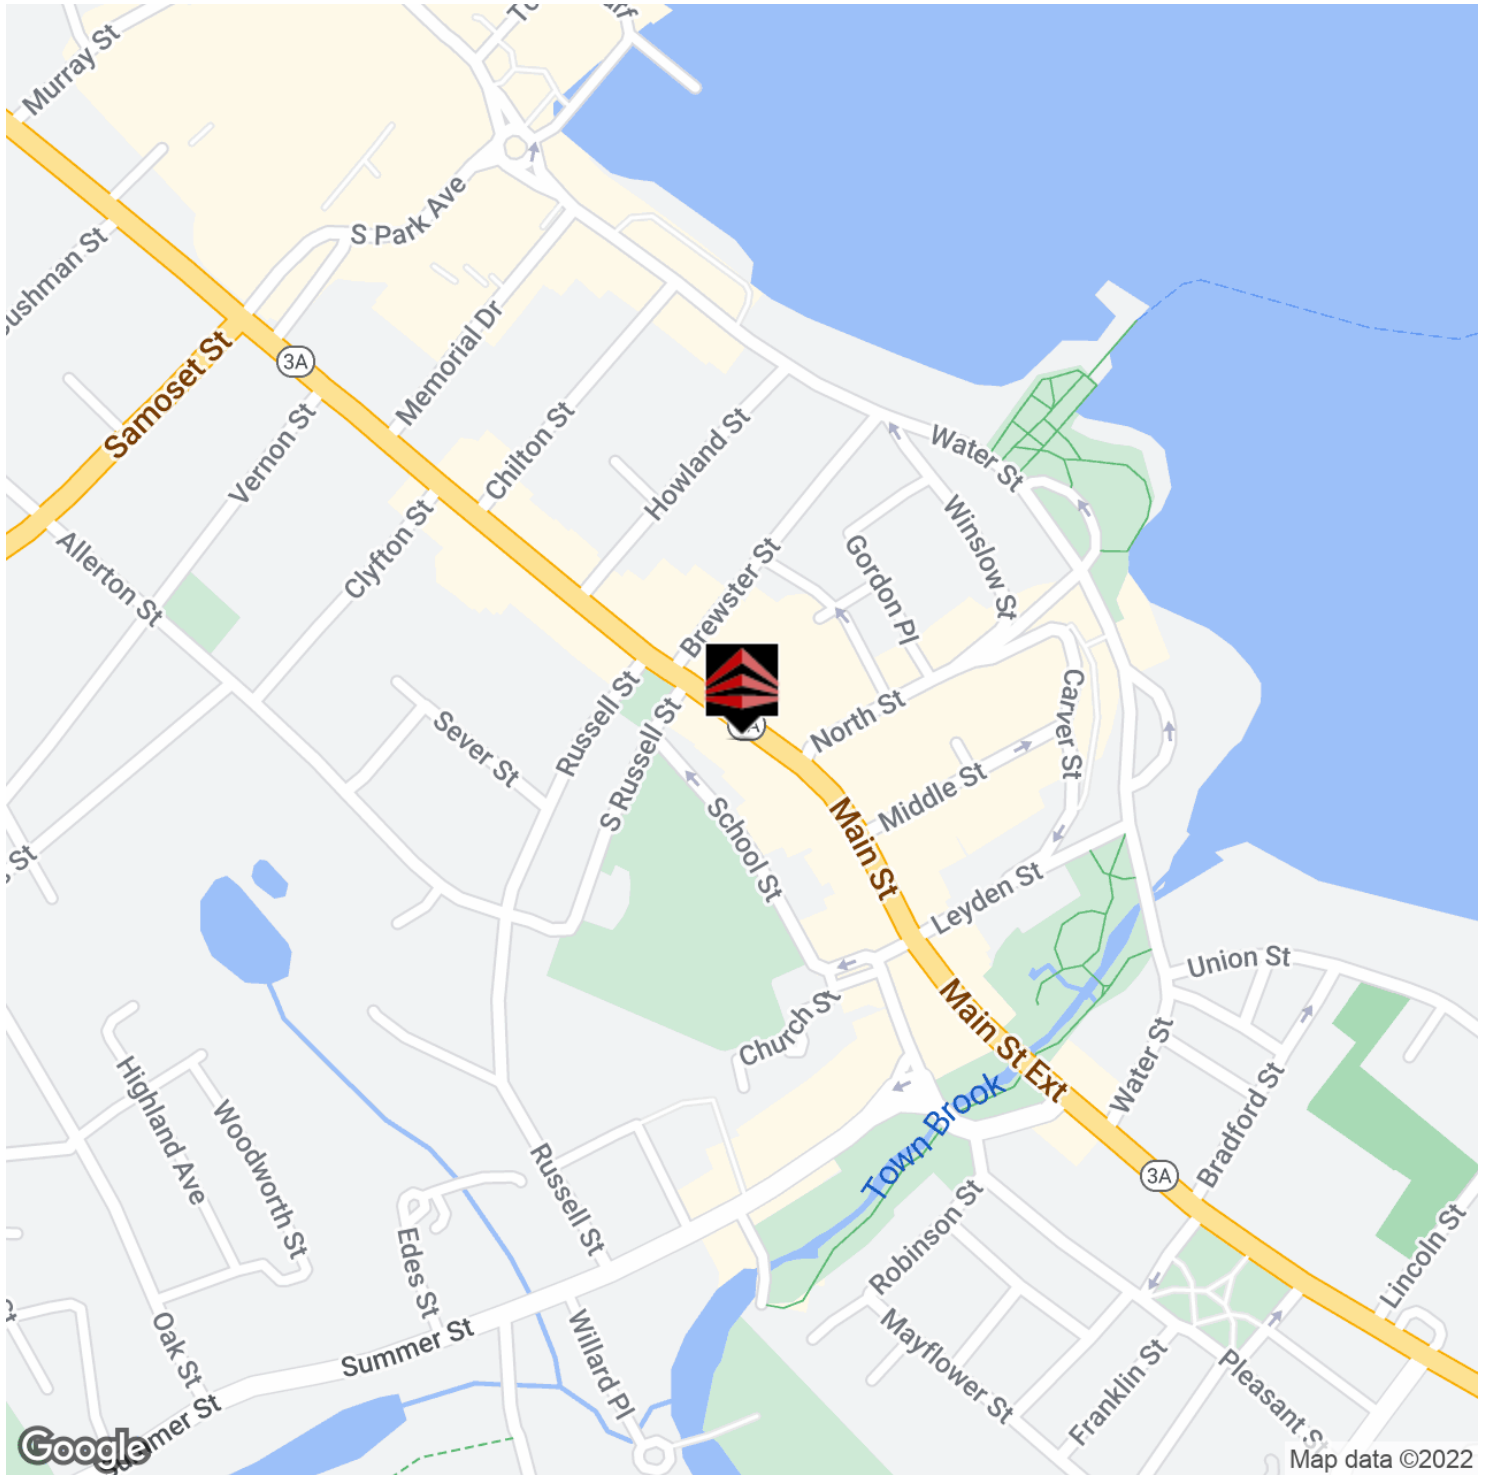 Murray St
S Park Ave
Samoset St
3A
Memorial Dr
Vernon St
Chilton St
Howland St
Water St
Allerton St
Clyfton St
Winslow St
Gordon Pl
Brewster St
Russell St
Sever St
S Russell St
North St
Carver St
Middle St
School St
Main St
Leyden St
Union St
Church St
Main St Ext
Water St
Town Brook
Highland Ave
Woodworth St
Bradford St
3A
Russell St
Robinson St
Edes St
Lincoln St
Oak St
Willard Pl
Summer St
Mayflower St
Franklin St
Pleasant St
Google
Map data ©2022